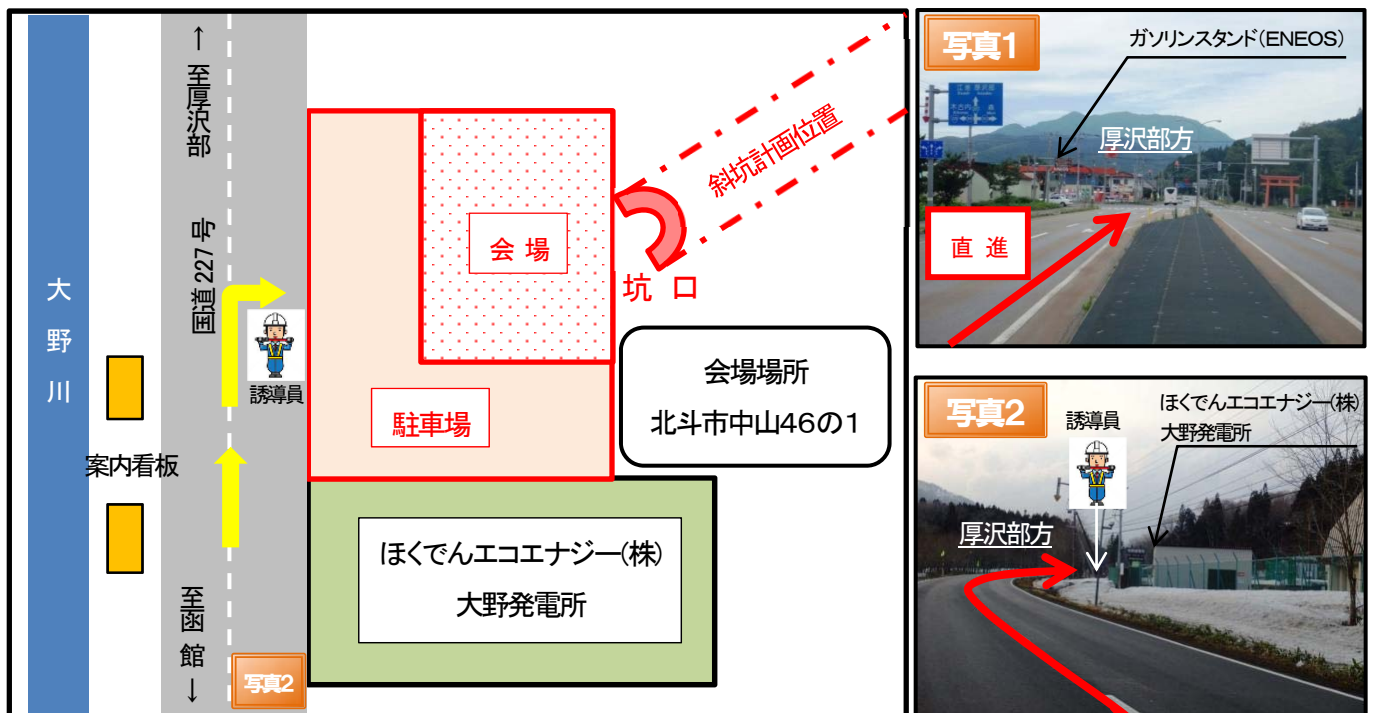 大野川
案内看板
↑ 至厚沢部
国道227号
至函館 ↓
誘導員
写真2
会場
駐車場
斜坑計画位置
坑口
会場場所
北斗市中山46の1
ほくでんエコエナジー(株)
大野発電所
写真1
ガソリンスタンド(ENEOS)
厚沢部方
直進
写真2
誘導員
ほくでんエコエナジー(株)
大野発電所
厚沢部方